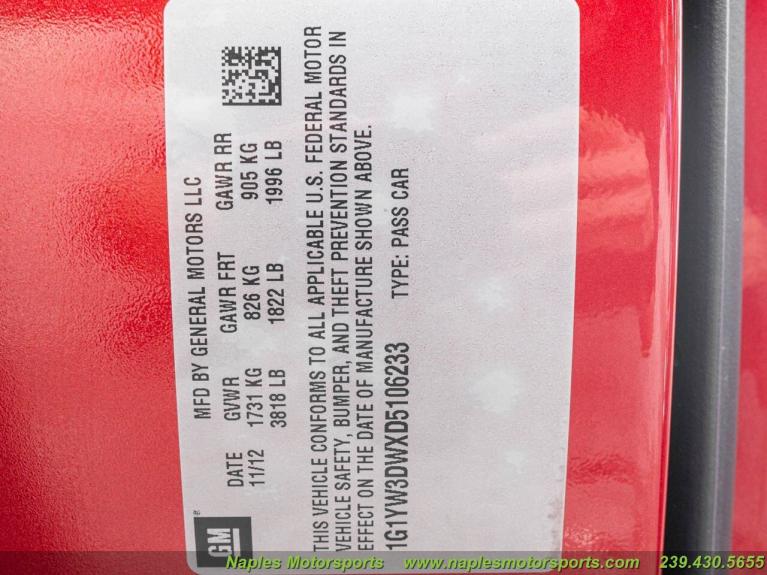 GM ®
MFD BY GENERAL MOTORS LLC
DATE GVWR GAWR FRT GAWR RR
11/12 1731 KG 826 KG 905 KG
3818 LB 1822 LB 1996 LB
THIS VEHICLE CONFORMS TO ALL APPLICABLE U.S. FEDERAL MOTOR
VEHICLE SAFETY, BUMPER, AND THEFT PREVENTION STANDARDS IN
EFFECT ON THE DATE OF MANUFACTURE SHOWN ABOVE.
1G1YW3DWXD5106233 TYPE: PASS CAR
Naples Motorsports www.naplesmotorsports.com 239.430.5655